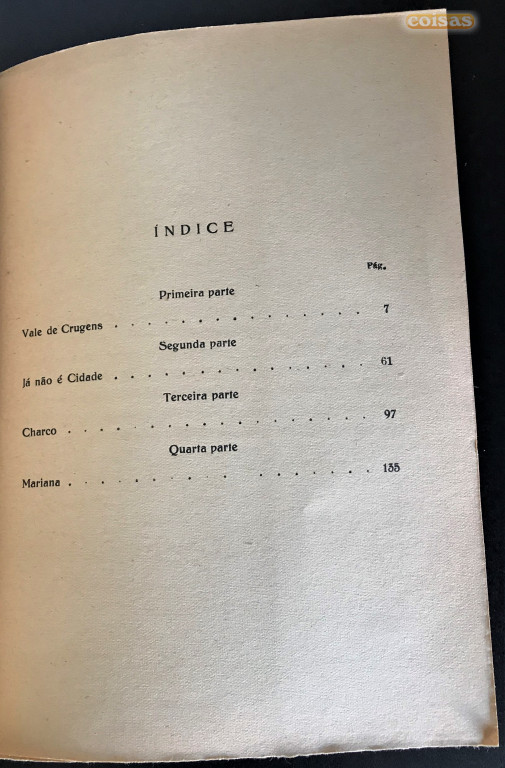 coisas
ÍNDICE
Pág.
Primeira parte
Vale de Crugens . . . . . . . . . . . . . . 7
Segunda parte
Já não é Cidade . . . . . . . . . . . . . . 61
Terceira parte
Charco . . . . . . . . . . . . . . . . . 97
Quarta parte
Mariana . . . . . . . . . . . . . . . . 135